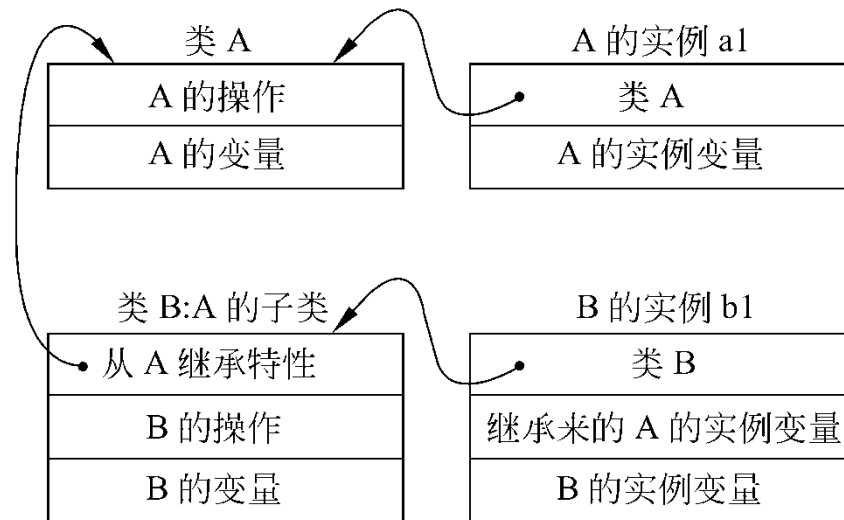 类 A
A 的操作
A 的变量
A 的实例 a1
类 A
A 的实例变量
类 B:A 的子类
从 A 继承特性
B 的操作
B 的变量
B 的实例 b1
类 B
继承来的 A 的实例变量
B 的实例变量